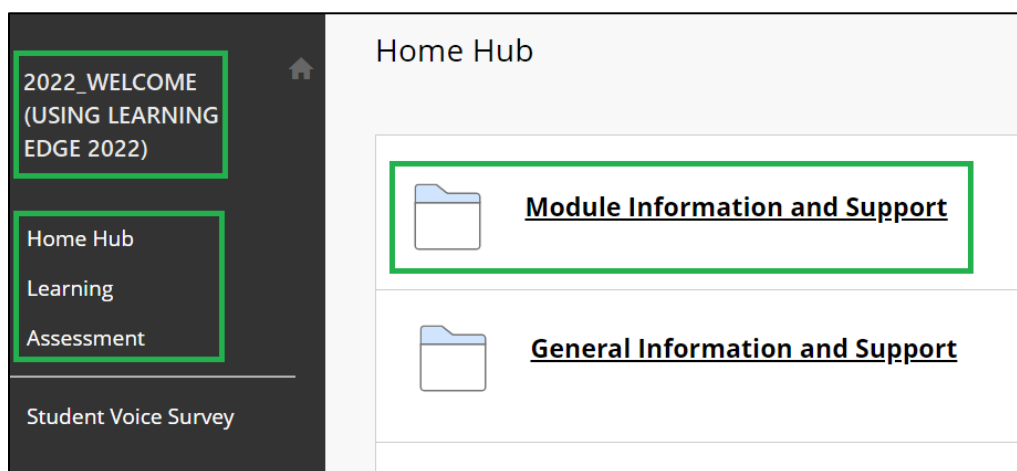 2022_WELCOME
(USING LEARNING
EDGE 2022)
Home Hub
Learning
Assessment
Student Voice Survey
Home Hub
Module Information and Support
General Information and Support